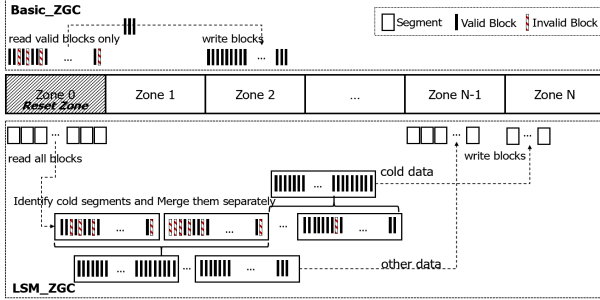 Basic_ZGC
Segment Valid Block Invalid Block
read valid blocks only
write blocks
...
...
Zone 0
Reset Zone
Zone 1
Zone 2
...
Zone N-1
Zone N
...
...
...
read all blocks
write blocks
cold data
...
Identify cold segments and Merge them separately
...
...
...
...
...
...
...
other data
LSM_ZGC